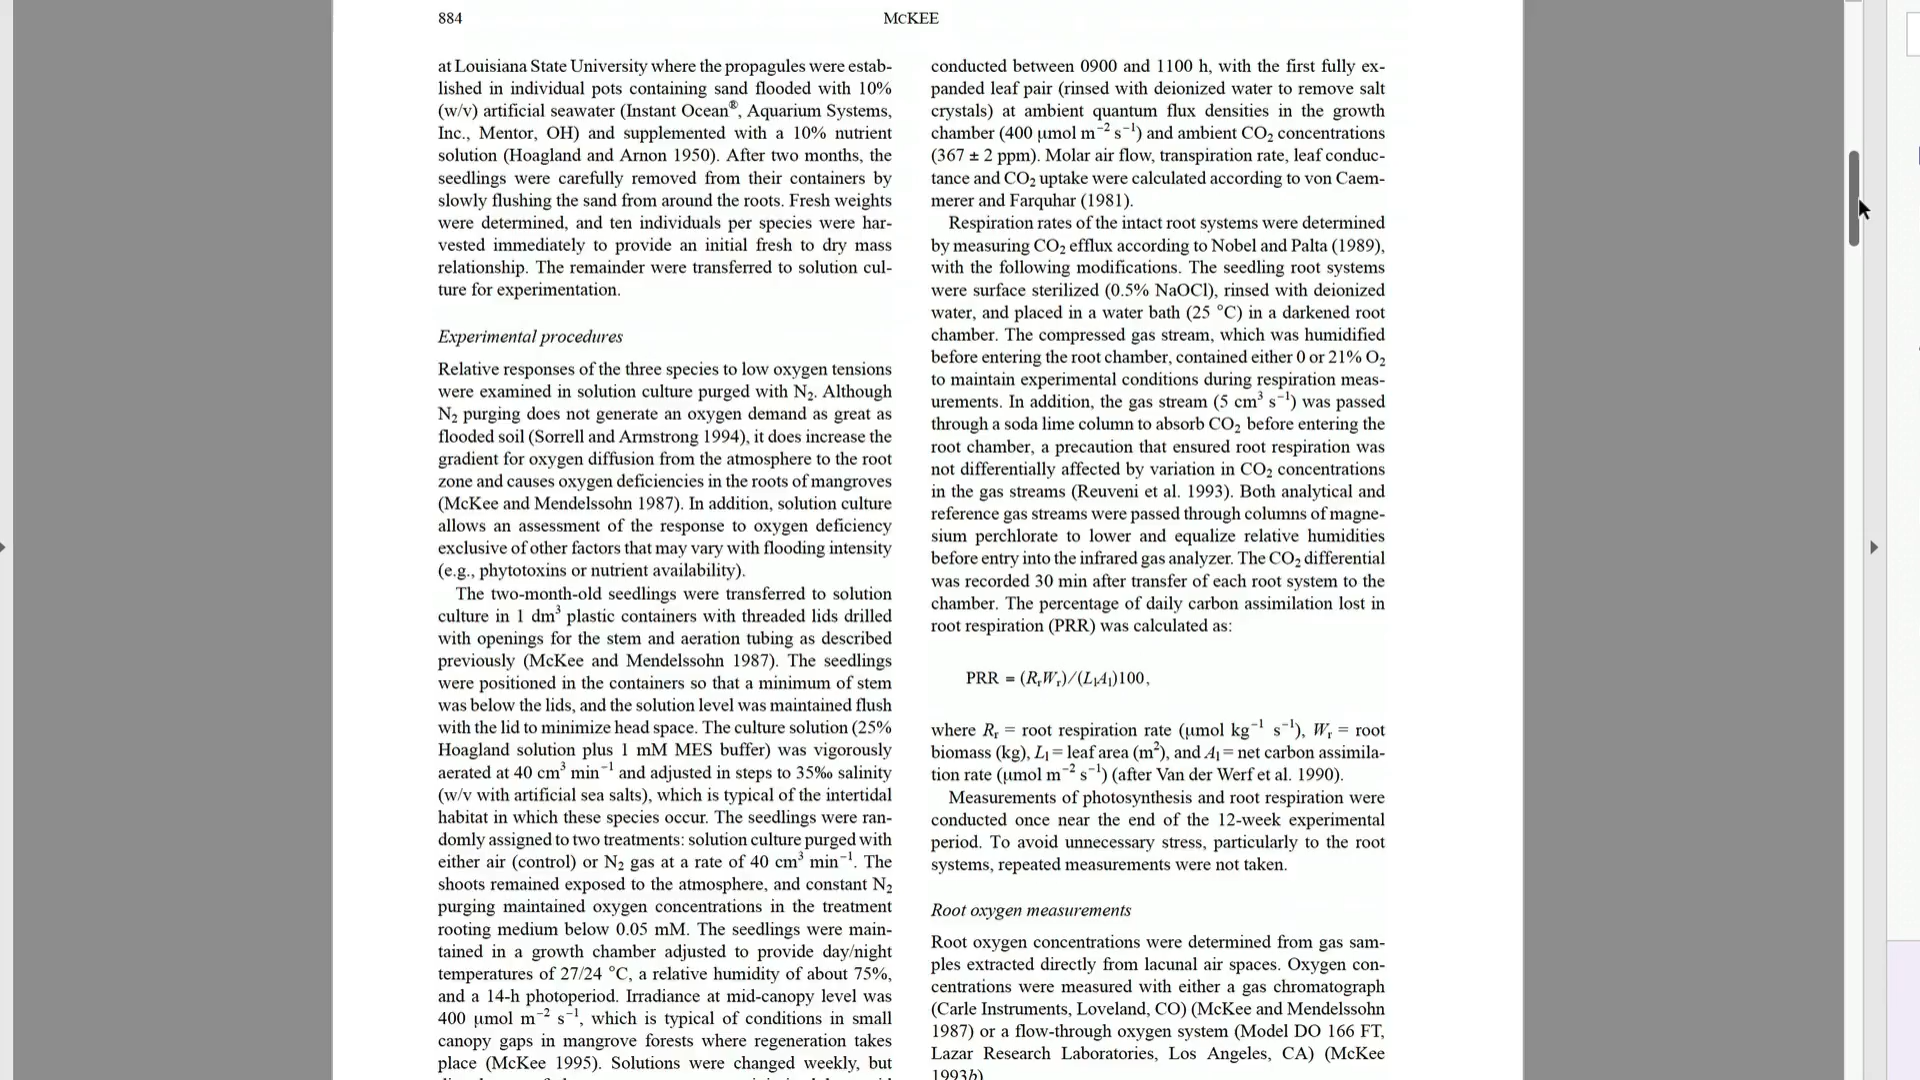 884
McKEE
at Louisiana State University where the propagules were estab-
lished in individual pots containing sand flooded with 10%
(w/v) artificial seawater (Instant Ocean®, Aquarium Systems,
Inc., Mentor, OH) and supplemented with a 10% nutrient
solution (Hoagland and Arnon 1950). After two months, the
seedlings were carefully removed from their containers by
slowly flushing the sand from around the roots. Fresh weights
were determined, and ten individuals per species were har-
vested immediately to provide an initial fresh to dry mass
relationship. The remainder were transferred to solution cul-
ture for experimentation.
Experimental procedures
Relative responses of the three species to low oxygen tensions
were examined in solution culture purged with N₂. Although
N₂ purging does not generate an oxygen demand as great as
flooded soil (Sorrell and Armstrong 1994), it does increase the
gradient for oxygen diffusion from the atmosphere to the root
zone and causes oxygen deficiencies in the roots of mangroves
(McKee and Mendelssohn 1987). In addition, solution culture
allows an assessment of the response to oxygen deficiency
exclusive of other factors that may vary with flooding intensity
(e.g., phytotoxins or nutrient availability).
The two-month-old seedlings were transferred to solution
culture in 1 dm³ plastic containers with threaded lids drilled
with openings for the stem and aeration tubing as described
previously (McKee and Mendelssohn 1987). The seedlings
were positioned in the containers so that a minimum of stem
was below the lids, and the solution level was maintained flush
with the lid to minimize head space. The culture solution (25%
Hoagland solution plus 1 mM MES buffer) was vigorously
aerated at 40 cm³ min⁻¹ and adjusted in steps to 35‰ salinity
(w/v with artificial sea salts), which is typical of the intertidal
habitat in which these species occur. The seedlings were ran-
domly assigned to two treatments: solution culture purged with
either air (control) or N₂ gas at a rate of 40 cm³ min⁻¹. The
shoots remained exposed to the atmosphere, and constant N₂
purging maintained oxygen concentrations in the treatment
rooting medium below 0.05 mM. The seedlings were main-
tained in a growth chamber adjusted to provide day/night
temperatures of 27/24 °C, a relative humidity of about 75%,
and a 14-h photoperiod. Irradiance at mid-canopy level was
400 µmol m⁻² s⁻¹, which is typical of conditions in small
canopy gaps in mangrove forests where regeneration takes
place (McKee 1995). Solutions were changed weekly, but
conducted between 0900 and 1100 h, with the first fully ex-
panded leaf pair (rinsed with deionized water to remove salt
crystals) at ambient quantum flux densities in the growth
chamber (400 µmol m⁻² s⁻¹) and ambient CO₂ concentrations
(367 ± 2 ppm). Molar air flow, transpiration rate, leaf conduc-
tance and CO₂ uptake were calculated according to von Caem-
merer and Farquhar (1981).
Respiration rates of the intact root systems were determined
by measuring CO₂ efflux according to Nobel and Palta (1989),
with the following modifications. The seedling root systems
were surface sterilized (0.5% NaOCl), rinsed with deionized
water, and placed in a water bath (25 °C) in a darkened root
chamber. The compressed gas stream, which was humidified
before entering the root chamber, contained either 0 or 21% O₂
to maintain experimental conditions during respiration meas-
urements. In addition, the gas stream (5 cm³ s⁻¹) was passed
through a soda lime column to absorb CO₂ before entering the
root chamber, a precaution that ensured root respiration was
not differentially affected by variation in CO₂ concentrations
in the gas streams (Reuveni et al. 1993). Both analytical and
reference gas streams were passed through columns of magne-
sium perchlorate to lower and equalize relative humidities
before entry into the infrared gas analyzer. The CO₂ differential
was recorded 30 min after transfer of each root system to the
chamber. The percentage of daily carbon assimilation lost in
root respiration (PRR) was calculated as:
PRR = (RᵣWᵣ)/(LₗAₗ)100,
where Rᵣ = root respiration rate (µmol kg⁻¹ s⁻¹), Wᵣ = root
biomass (kg), Lₗ = leaf area (m²), and Aₗ = net carbon assimila-
tion rate (µmol m⁻² s⁻¹) (after Van der Werf et al. 1990).
Measurements of photosynthesis and root respiration were
conducted once near the end of the 12-week experimental
period. To avoid unnecessary stress, particularly to the root
systems, repeated measurements were not taken.
Root oxygen measurements
Root oxygen concentrations were determined from gas sam-
ples extracted directly from lacunal air spaces. Oxygen con-
centrations were measured with either a gas chromatograph
(Carle Instruments, Loveland, CO) (McKee and Mendelssohn
1987) or a flow-through oxygen system (Model DO 166 FT,
Lazar Research Laboratories, Los Angeles, CA) (McKee
1993b)